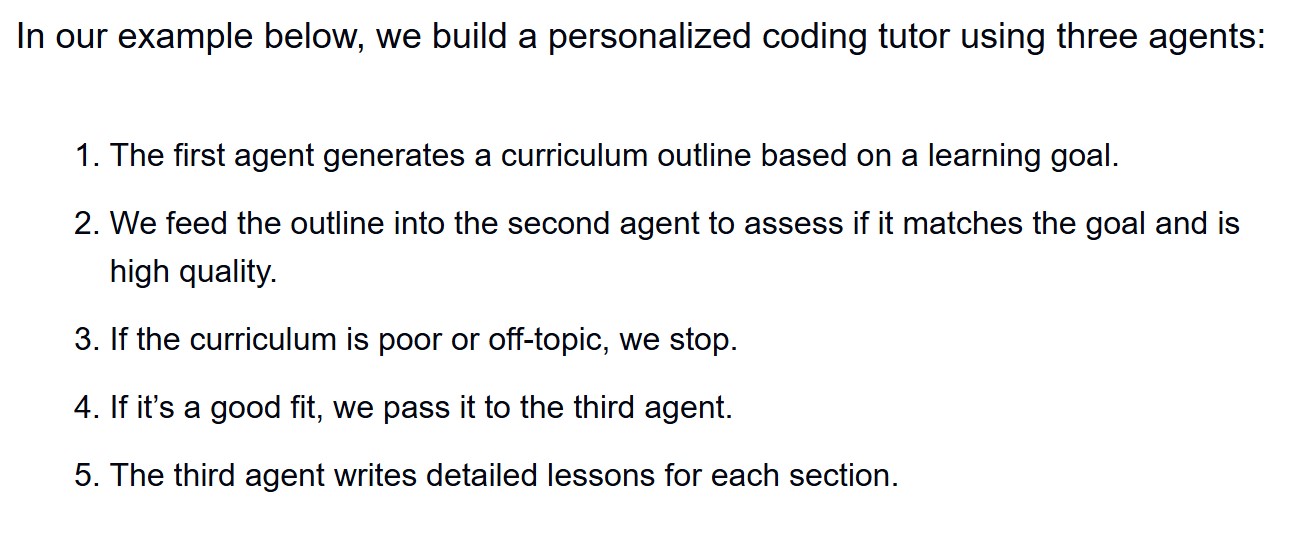 In our example below, we build a personalized coding tutor using three agents:
1. The first agent generates a curriculum outline based on a learning goal.
2. We feed the outline into the second agent to assess if it matches the goal and is
high quality.
3. If the curriculum is poor or off-topic, we stop.
4. If it’s a good fit, we pass it to the third agent.
5. The third agent writes detailed lessons for each section.